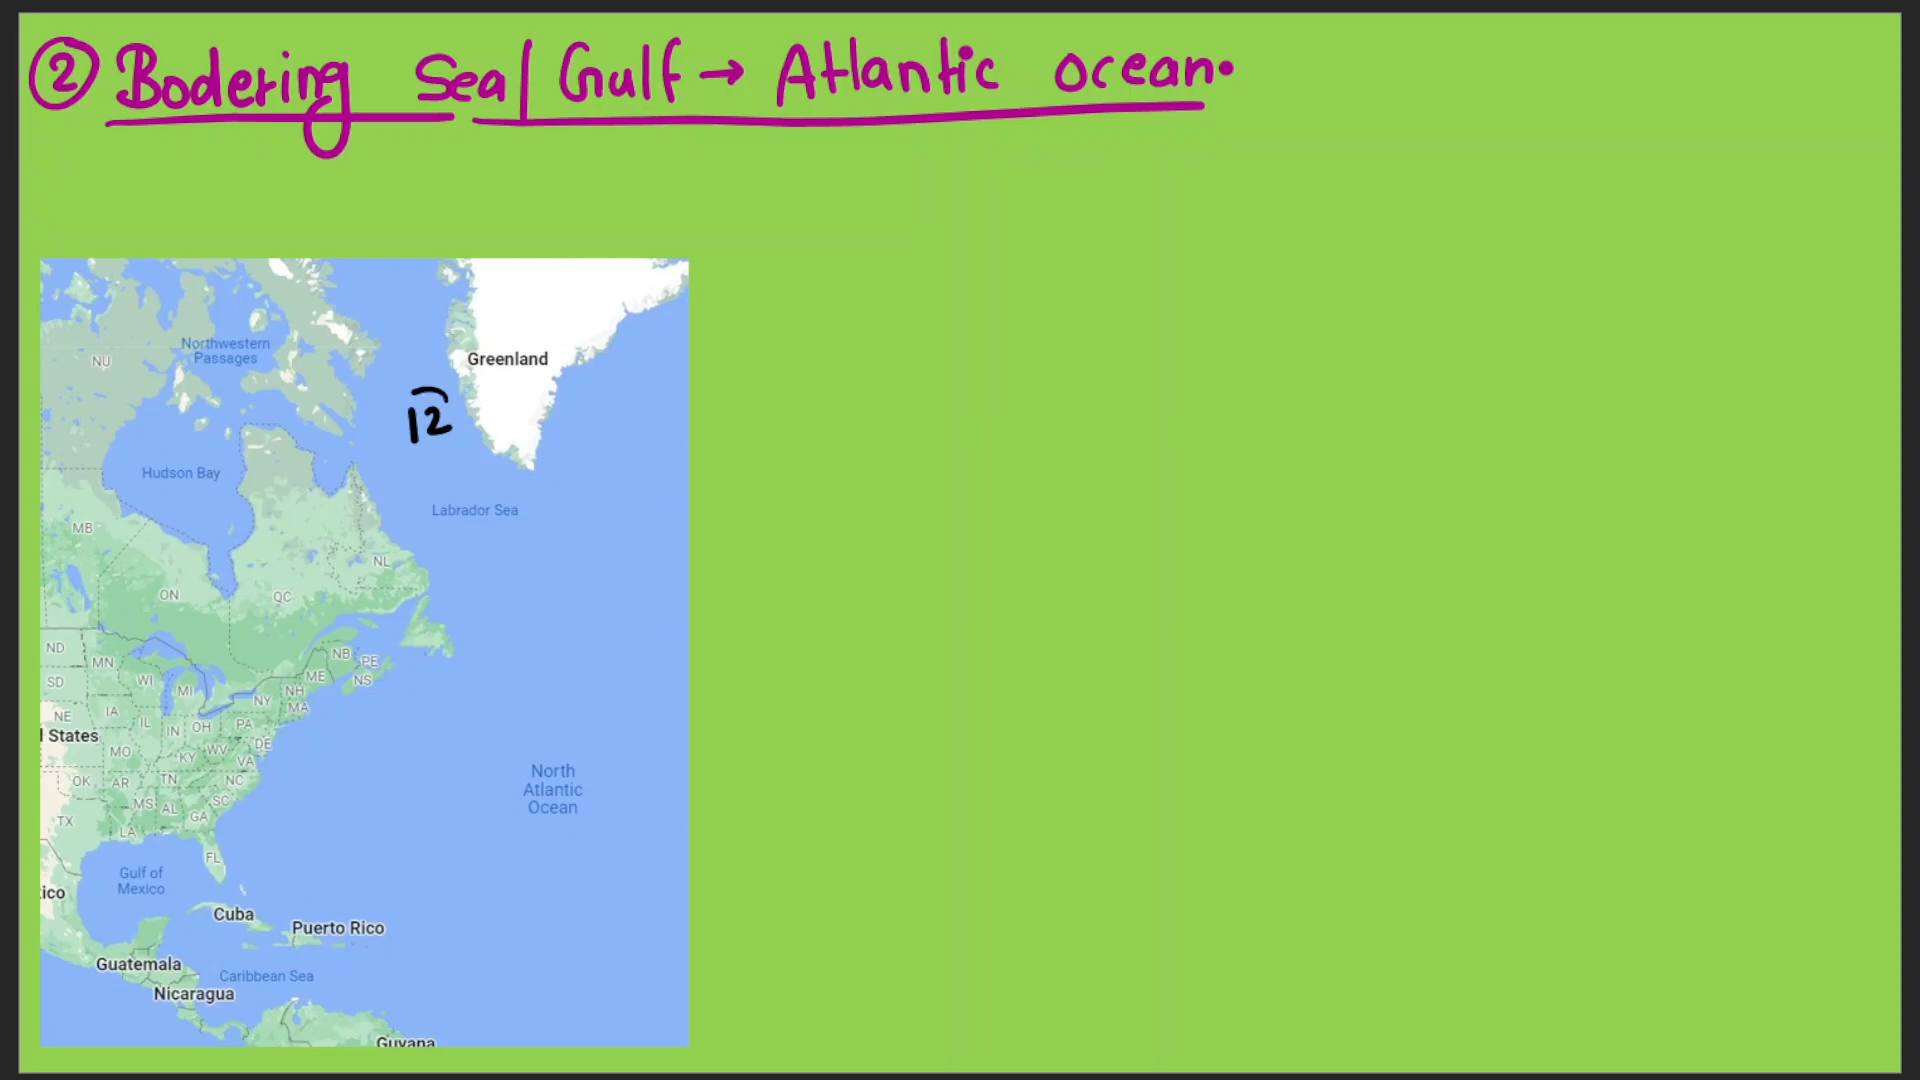 ② Bodering Sea/Gulf → Atlantic ocean.
Greenland
Northwestern
Passages
NU
12
Hudson Bay
Labrador Sea
MB
NL
ON
QC
ND
MN
NB
PE
SD
WI
MI
ME
NS
NH
NY
MA
NE
IA
IL
IN
OH
PA
l States
DE
MO
KY
WV
VA
North
Atlantic
Ocean
OK
AR
TN
NC
MS
AL
SC
GA
TX
LA
FL
Gulf of
Mexico
ico
Cuba
Puerto Rico
Guatemala
Caribbean Sea
Nicaragua
Guyana